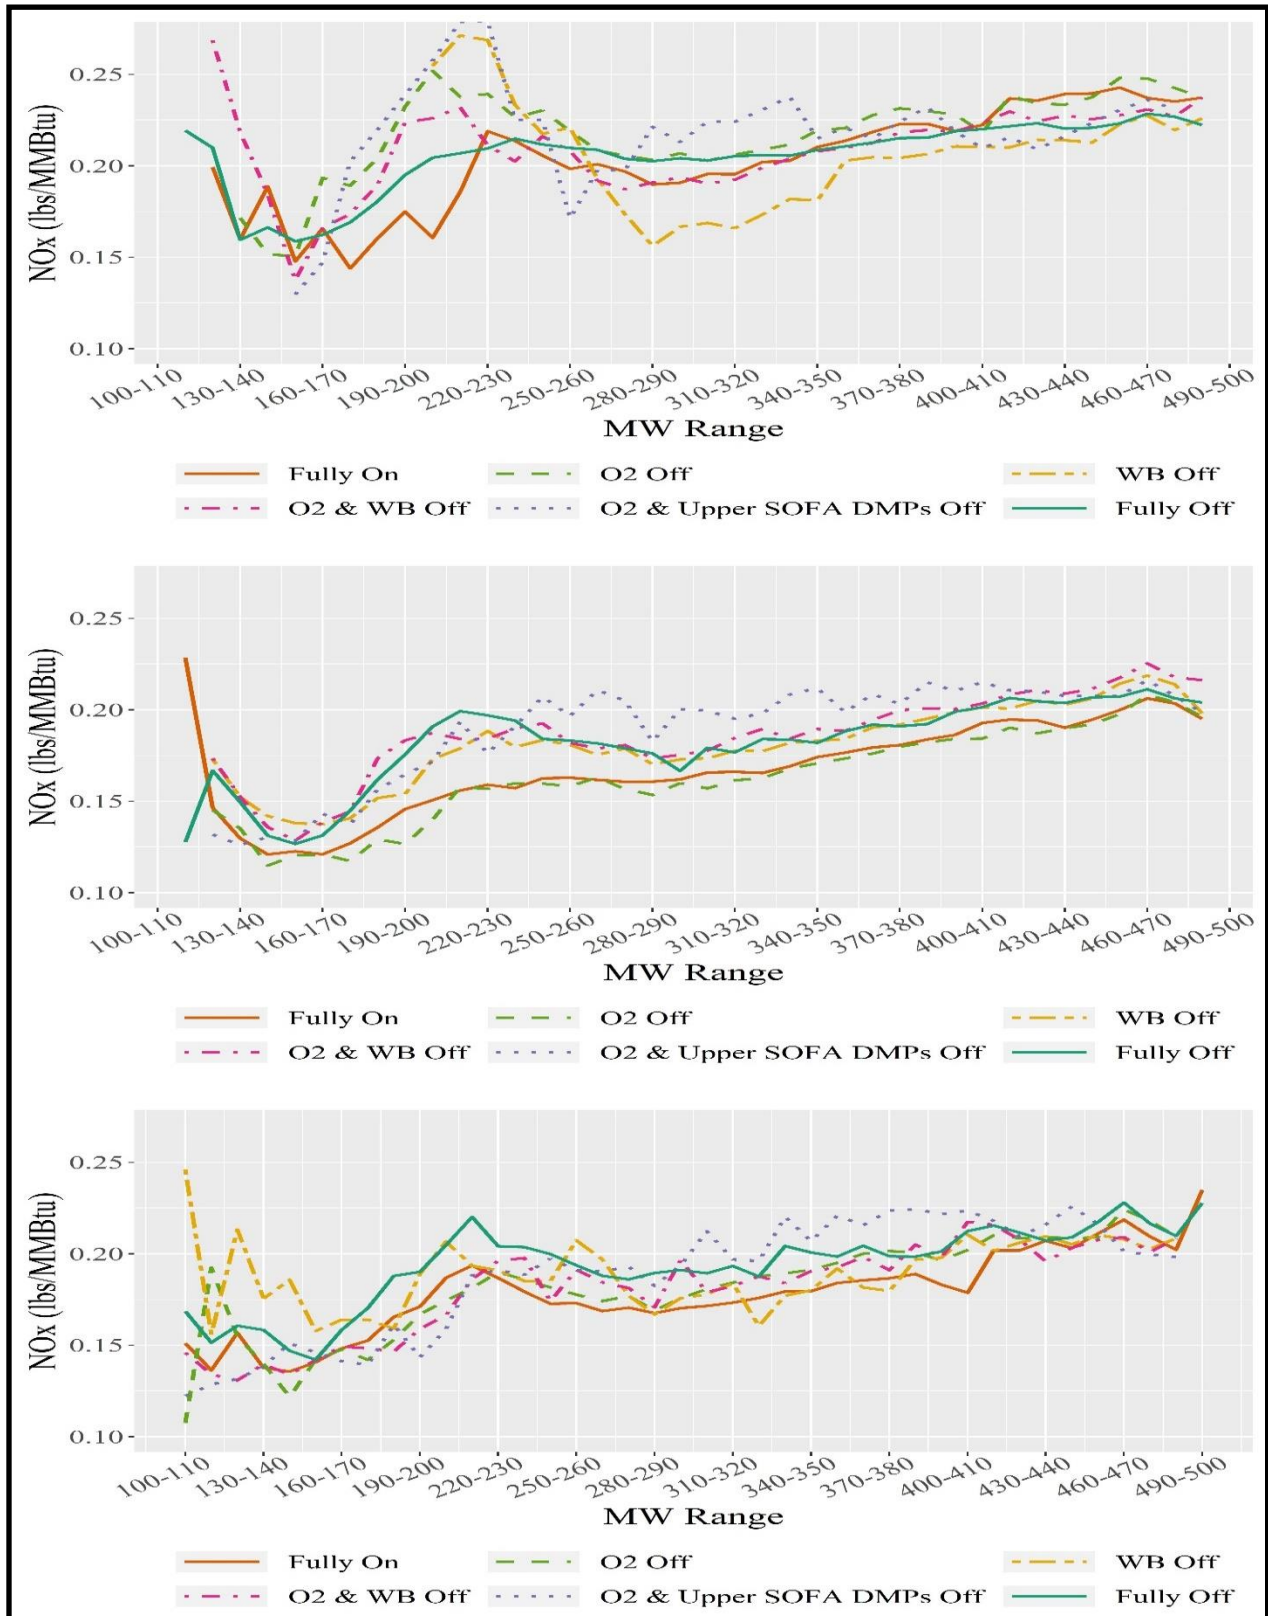 NOx (lbs/MMBtu)
0.25
0.20
0.15
0.10
100-110 130-140 160-170 190-200 220-230 250-260 280-290 310-320 340-350 370-380 400-410 430-440 460-470 490-500
MW Range
Fully On O2 Off WB Off
O2 & WB Off O2 & Upper SOFA DMPs Off Fully Off
NOx (lbs/MMBtu)
0.25
0.20
0.15
0.10
100-110 130-140 160-170 190-200 220-230 250-260 280-290 310-320 340-350 370-380 400-410 430-440 460-470 490-500
MW Range
Fully On O2 Off WB Off
O2 & WB Off O2 & Upper SOFA DMPs Off Fully Off
NOx (lbs/MMBtu)
0.25
0.20
0.15
0.10
100-110 130-140 160-170 190-200 220-230 250-260 280-290 310-320 340-350 370-380 400-410 430-440 460-470 490-500
MW Range
Fully On O2 Off WB Off
O2 & WB Off O2 & Upper SOFA DMPs Off Fully Off